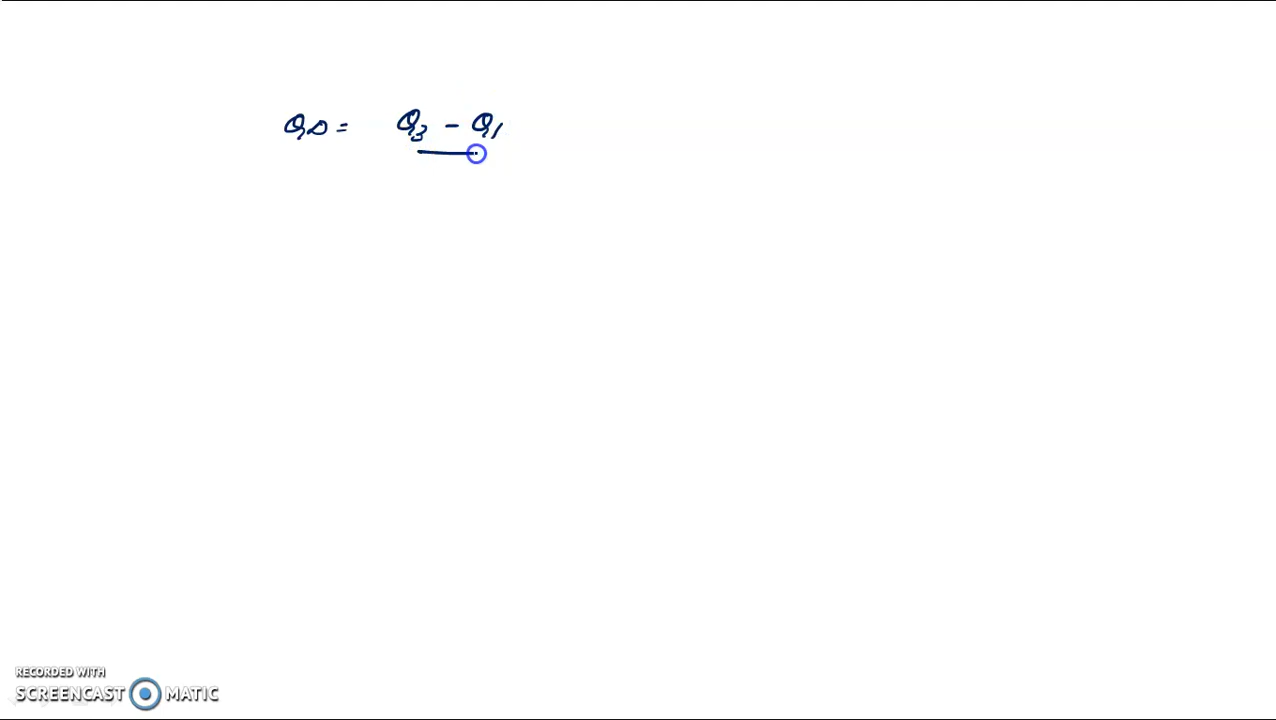 QD = Q3 - Q1
RECORDED WITH
SCREENCAST MATIC